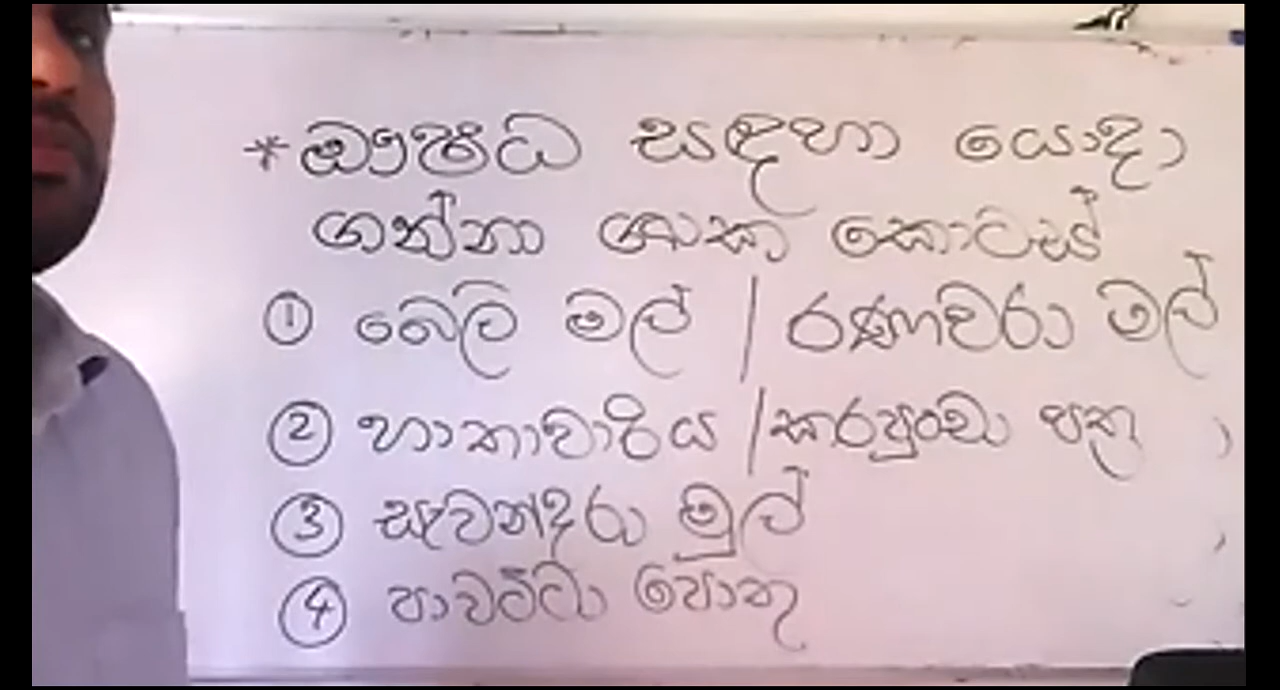 * ඖෂධ සඳහා යොදා
ගන්නා ශාක කොටස්
① බෙලි මල් / රණවරා මල්
② හාතාවාරිය / කරපුංචා පත්‍ර
③ සැවන්දරා මුල්
④ පාවට්ටා පොතු